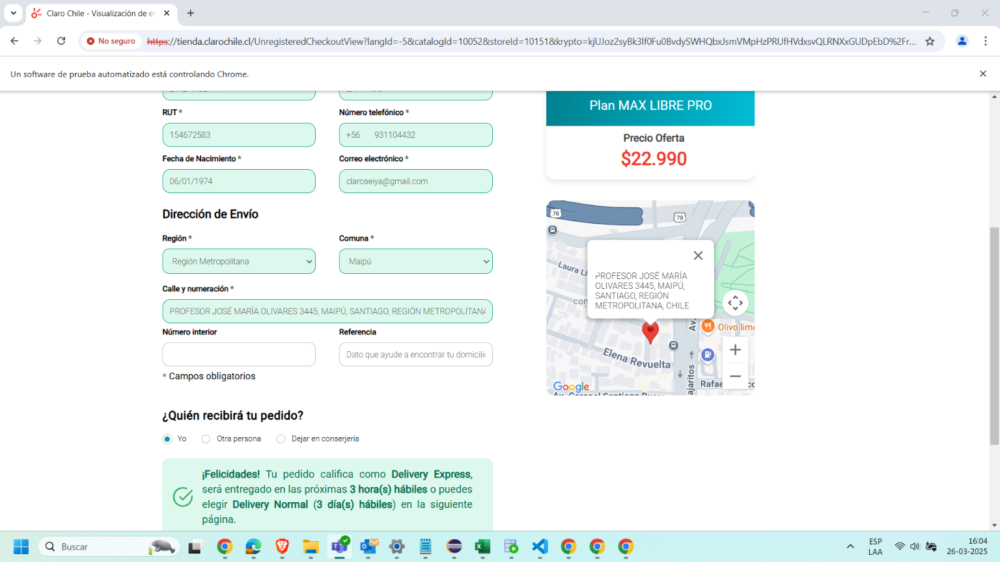 Claro Chile - Visualización de e
No seguro
https://tienda.clarochile.cl/UnregisteredCheckoutView?langId=-5&catalogId=10052&storeId=10151&krypto=kjUJoz2syBk3If0Fu0BvdySWHQbxJsmVMpHzPRUfHVdxsvQLRNXxGUDpEbD%2Fr...
Un software de prueba automatizado está controlando Chrome.
RUT *
Número telefónico *
154672583
+56 931104432
Fecha de Nacimiento *
Correo electrónico *
06/01/1974
claroseiya@gmail.com
Dirección de Envío
Región *
Comuna *
Región Metropolitana
Maipú
Calle y numeración *
PROFESOR JOSÉ MARÍA OLIVARES 3445, MAIPÚ, SANTIAGO, REGIÓN METROPOLITANA
Número interior
Referencia
Dato que ayude a encontrar tu domicilio
* Campos obligatorios
¿Quién recibirá tu pedido?
Yo
Otra persona
Dejar en conserjería
¡Felicidades! Tu pedido califica como Delivery Express,
será entregado en las próximas 3 hora(s) hábiles o puedes
elegir Delivery Normal (3 día(s) hábiles) en la siguiente
página.
Plan MAX LIBRE PRO
Precio Oferta
$22.990
78
78
Laura L
con
PROFESOR JOSÉ MARÍA
OLIVARES 3445, MAIPÚ,
SANTIAGO, REGIÓN
METROPOLITANA, CHILE
Av.
Olivo limo
Elena Revuelta
ajaritos
Rafae
Google
Av. Coronel Santiago Bueras
Buscar
ESP
LAA
16:04
26-03-2025